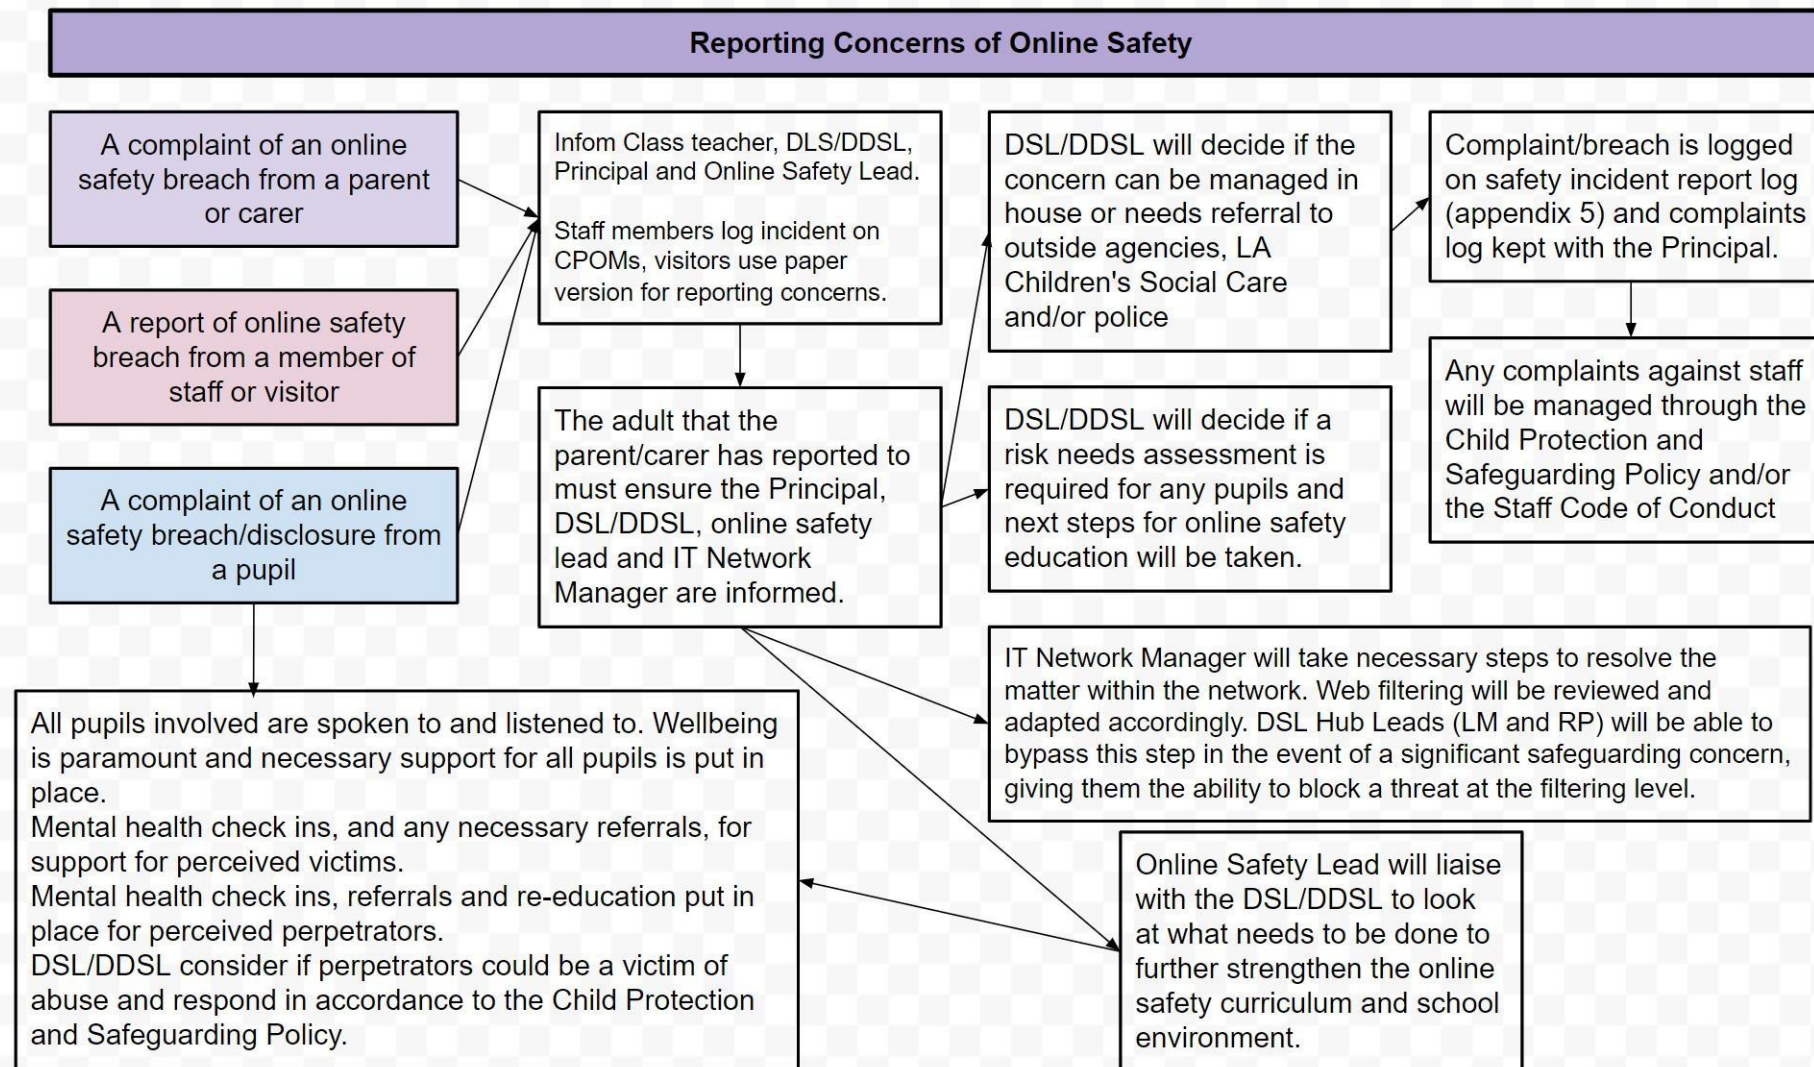 Reporting Concerns of Online Safety
A complaint of an online
safety breach from a parent
or carer
A report of online safety
breach from a member of
staff or visitor
A complaint of an online
safety breach/disclosure from
a pupil
Infom Class teacher, DLS/DDSL,
Principal and Online Safety Lead.
Staff members log incident on
CPOMs, visitors use paper
version for reporting concerns.
The adult that the
parent/carer has reported to
must ensure the Principal,
DSL/DDSL, online safety
lead and IT Network
Manager are informed.
DSL/DDSL will decide if the
concern can be managed in
house or needs referral to
outside agencies, LA
Children's Social Care
and/or police
DSL/DDSL will decide if a
risk needs assessment is
required for any pupils and
next steps for online safety
education will be taken.
Complaint/breach is logged
on safety incident report log
(appendix 5) and complaints
log kept with the Principal.
Any complaints against staff
will be managed through the
Child Protection and
Safeguarding Policy and/or
the Staff Code of Conduct
IT Network Manager will take necessary steps to resolve the
matter within the network. Web filtering will be reviewed and
adapted accordingly. DSL Hub Leads (LM and RP) will be able to
bypass this step in the event of a significant safeguarding concern,
giving them the ability to block a threat at the filtering level.
Online Safety Lead will liaise
with the DSL/DDSL to look
at what needs to be done to
further strengthen the online
safety curriculum and school
environment.
All pupils involved are spoken to and listened to. Wellbeing
is paramount and necessary support for all pupils is put in
place.
Mental health check ins, and any necessary referrals, for
support for perceived victims.
Mental health check ins, referrals and re-education put in
place for perceived perpetrators.
DSL/DDSL consider if perpetrators could be a victim of
abuse and respond in accordance to the Child Protection
and Safeguarding Policy.